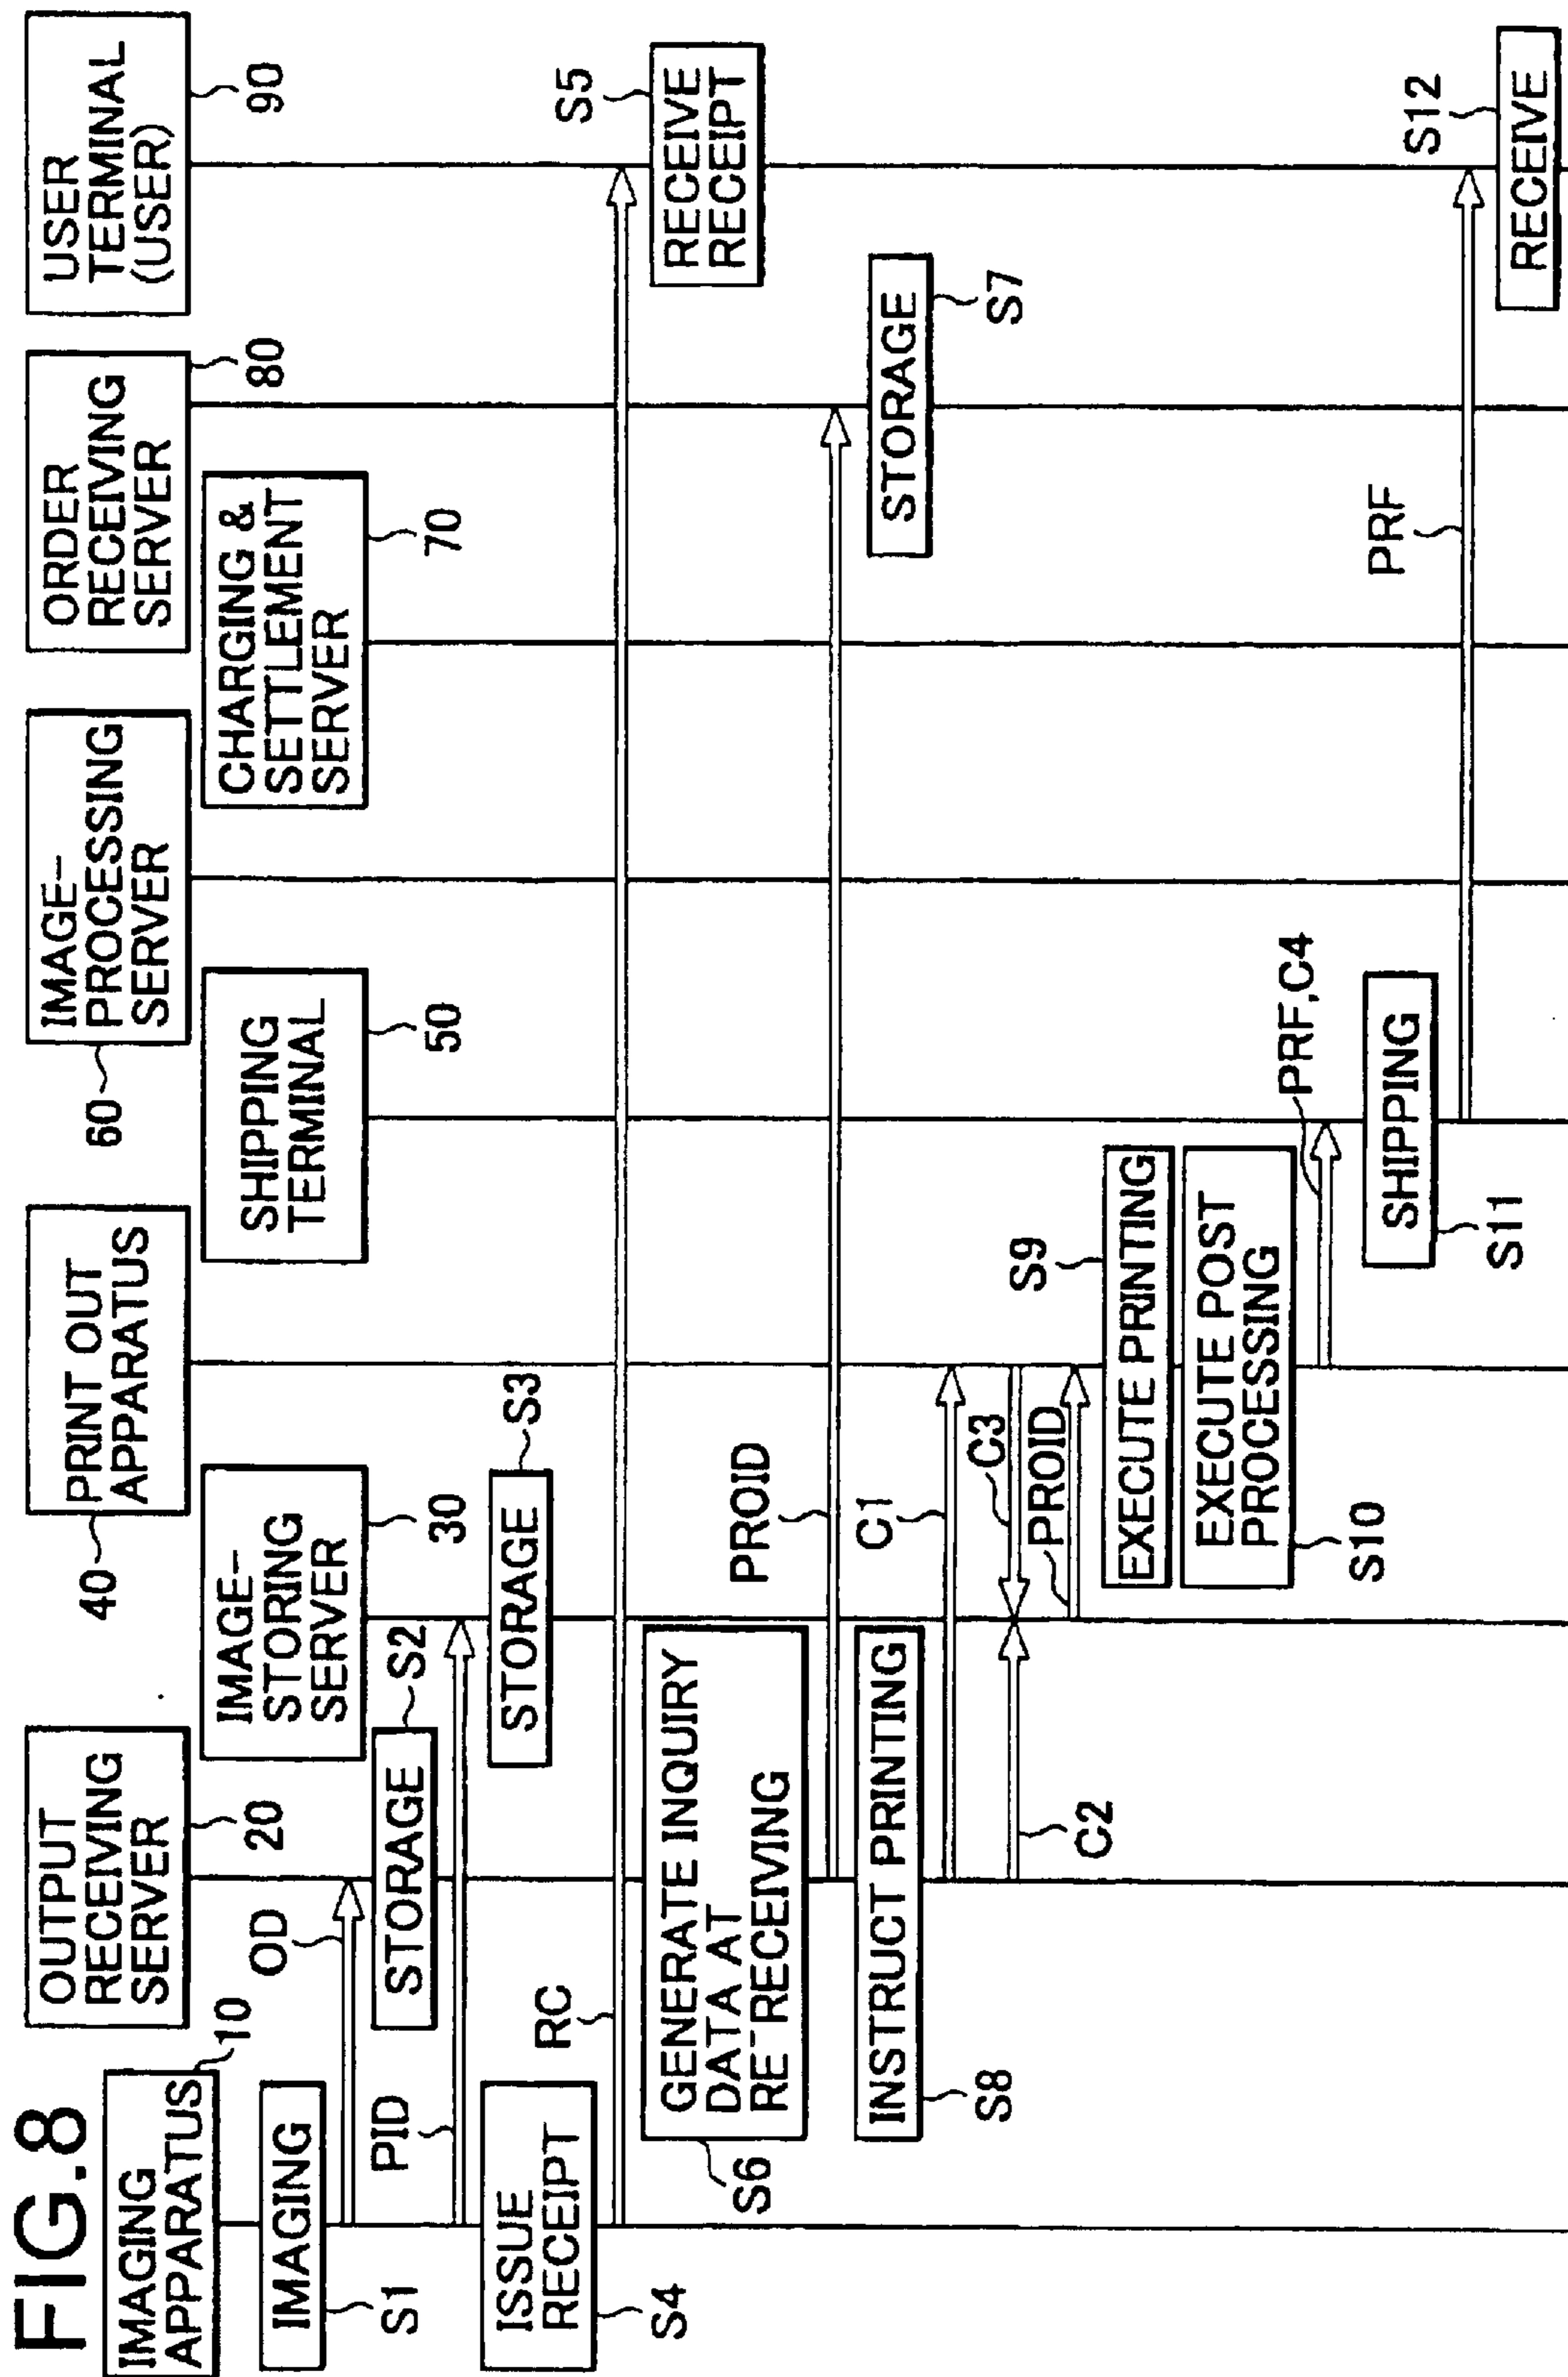 FIG.8
IMAGING
APPARATUS
10
OUTPUT
RECEIVING
SERVER
20
IMAGE-
STORING
SERVER
30
PRINT OUT
APPARATUS
40
SHIPPING
TERMINAL
50
IMAGE-
PROCESSING
SERVER
60
CHARGING &
SETTLEMENT
SERVER
70
ORDER
RECEIVING
SERVER
80
USER
TERMINAL
(USER)
90
IMAGING
S1
OD
STORAGE
S2
PID
STORAGE
S3
ISSUE
RECEIPT
S4
RC
RECEIVE
RECEIPT
S5
GENERATE INQUIRY
DATA AT
RE-RECEIVING
S6
PROID
STORAGE
S7
INSTRUCT PRINTING
S8
C1
C2
C3
PROID
EXECUTE PRINTING
S9
EXECUTE POST
PROCESSING
S10
PRF,C4
SHIPPING
S11
PRF
RECEIVE
S12